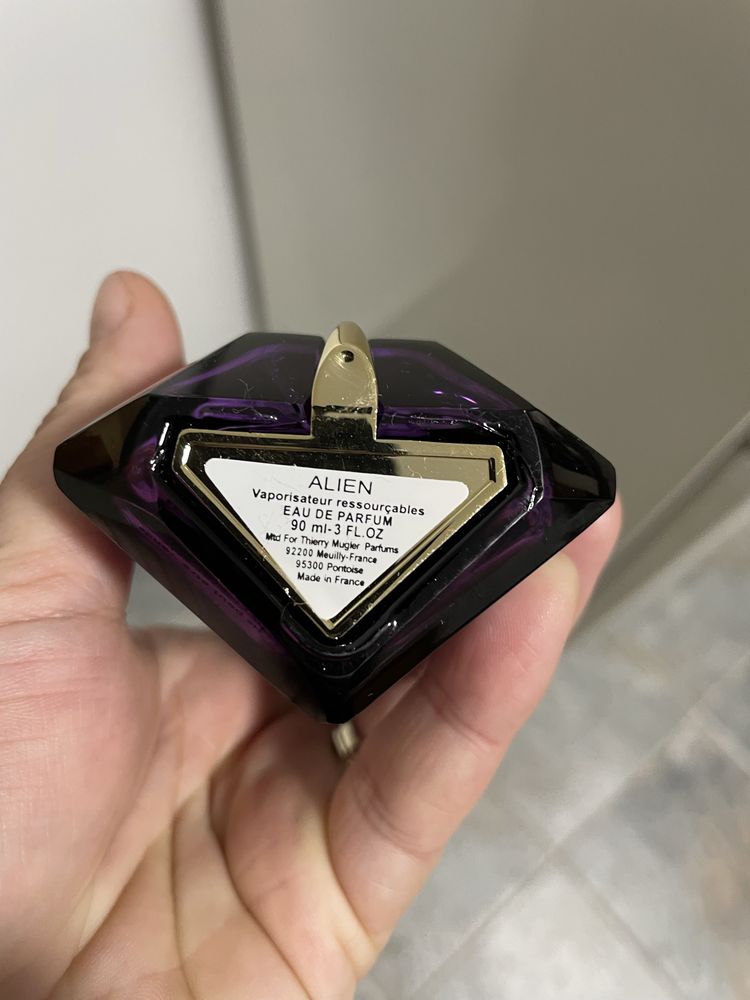 ALIEN
Vaporisateur ressourçables
EAU DE PARFUM
90 ml-3 FL.OZ
Mtd For Thierry Mugler Parfums
92200 Meuilly-France
95300 Pontoise
Made in France